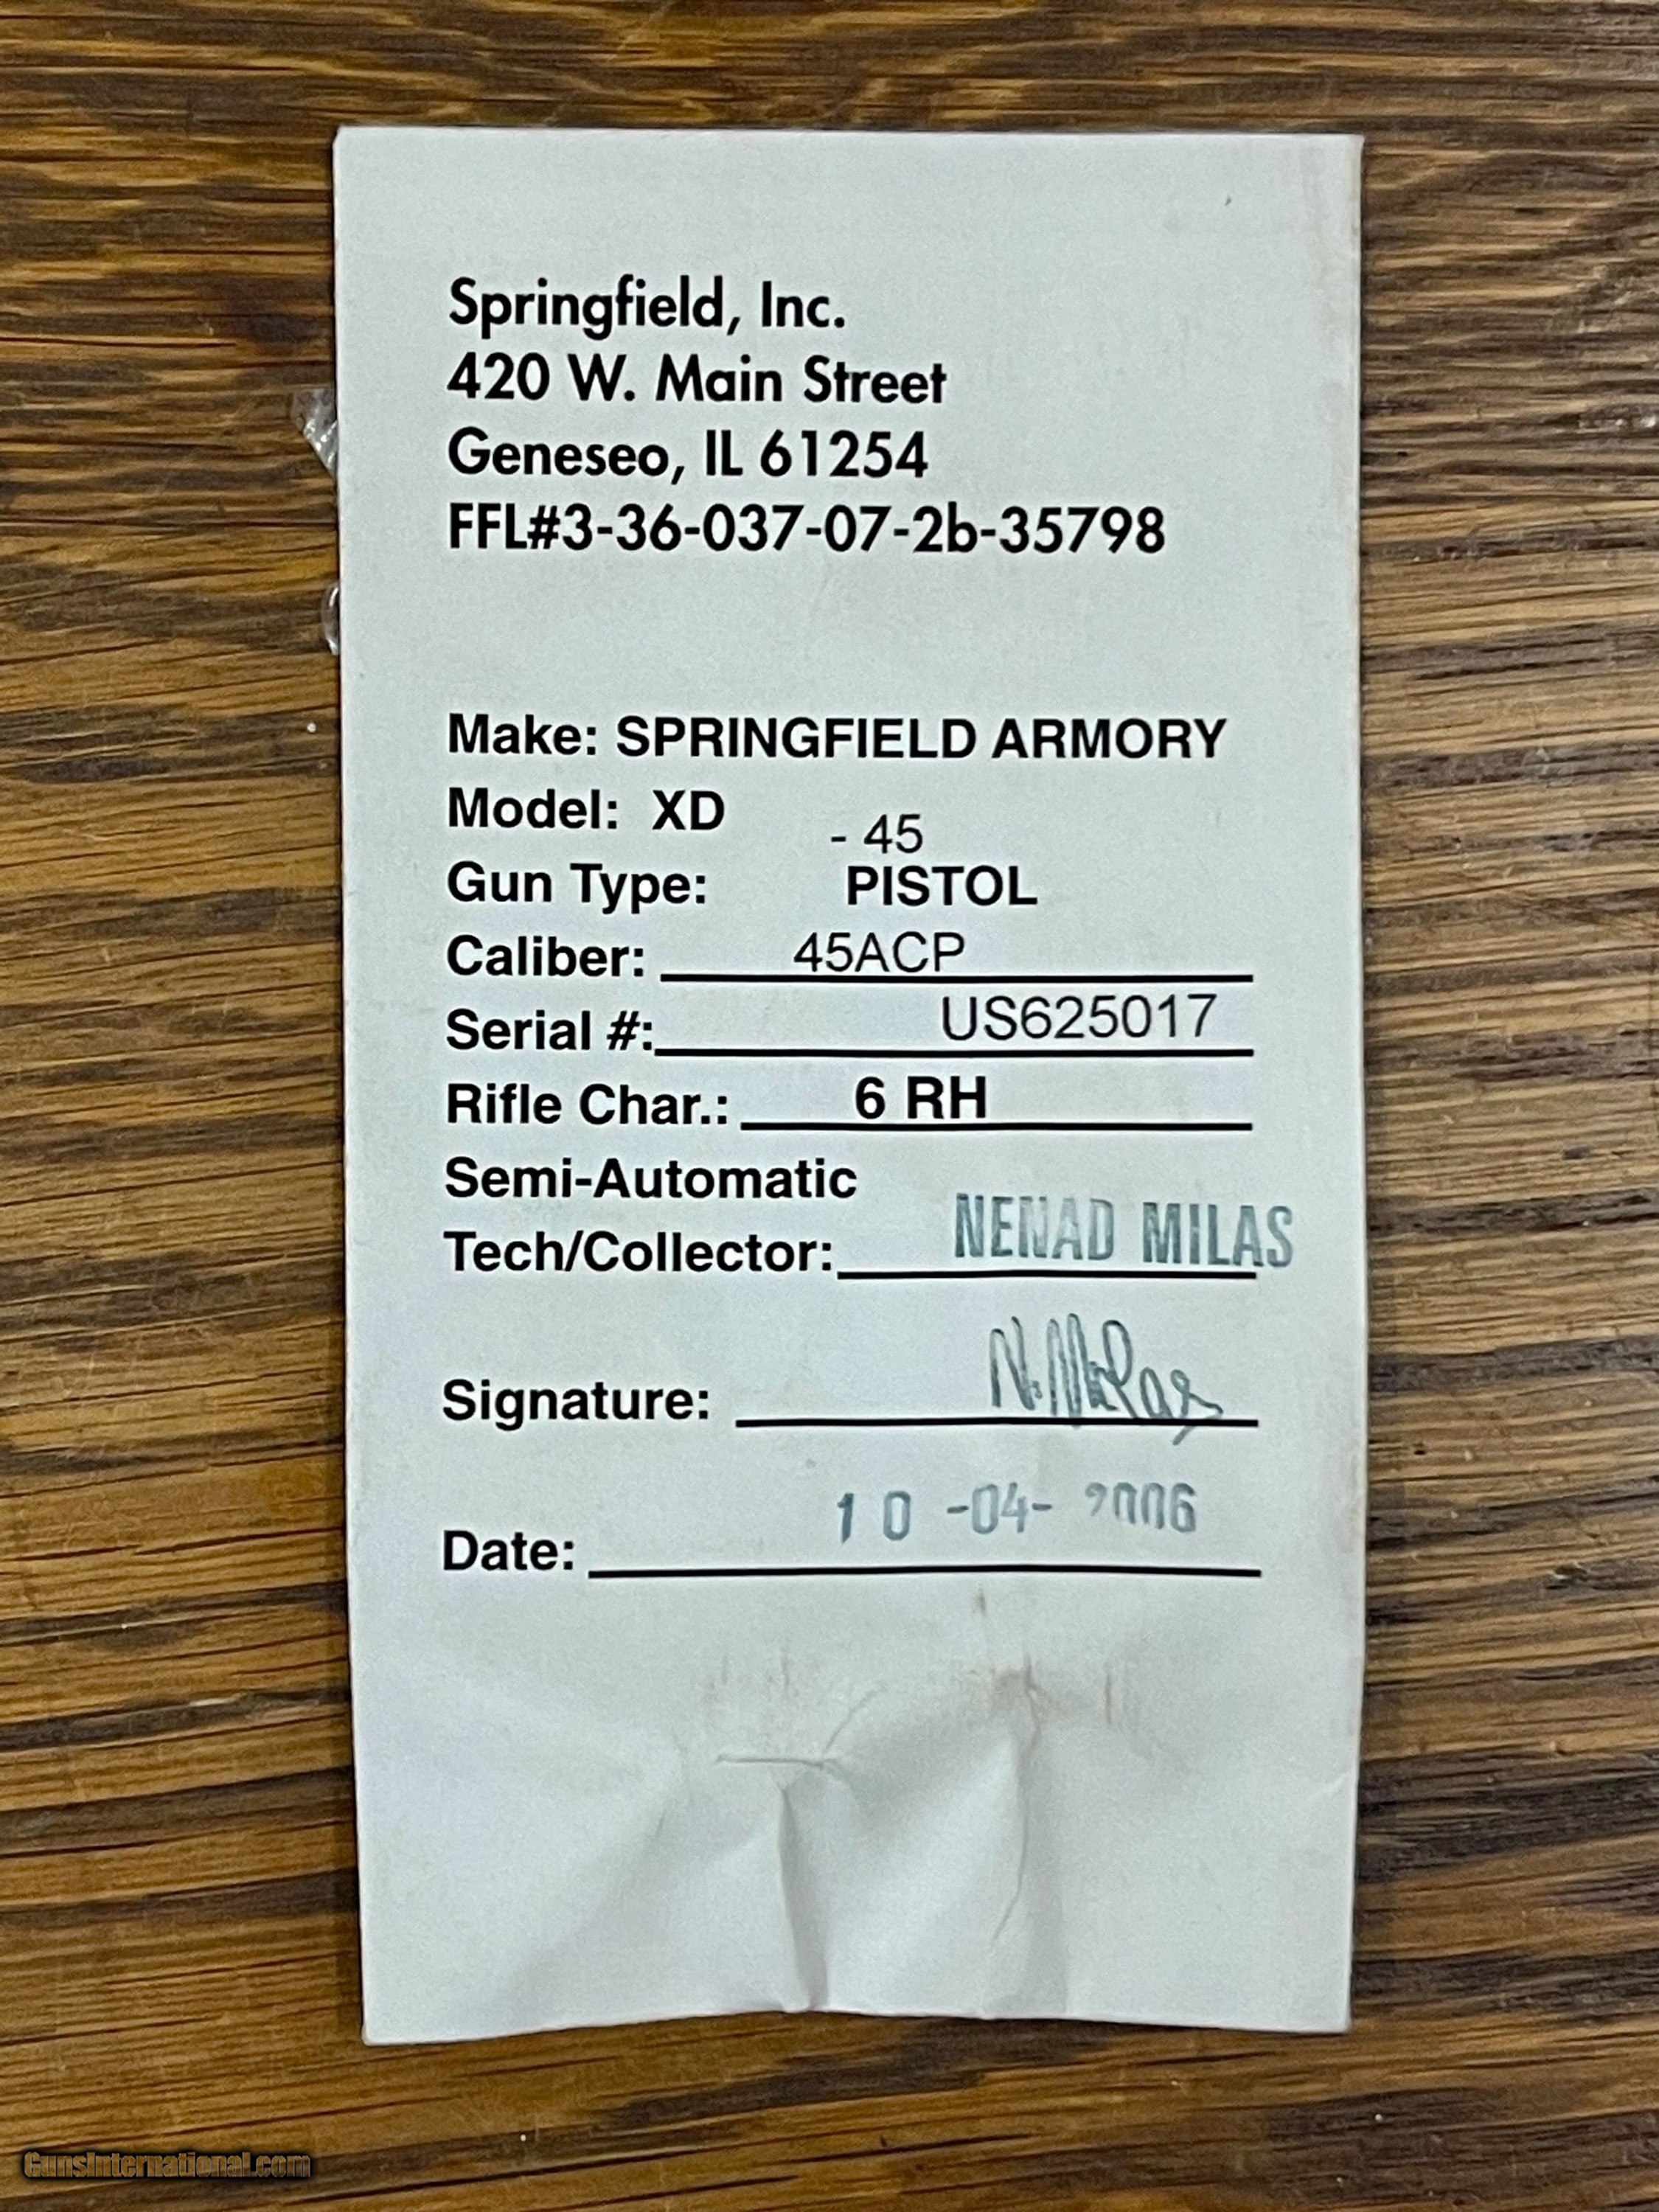 Springfield, Inc.
420 W. Main Street
Geneseo, IL 61254
FFL#3-36-037-07-2b-35798
Make: SPRINGFIELD ARMORY
Model: XD - 45
Gun Type: PISTOL
Caliber: 45ACP
Serial #: US625017
Rifle Char.: 6 RH
Semi-Automatic
Tech/Collector: NENAD MILAS
Signature: N. Milas
Date: 10 -04- 2006
GunsInternational.com